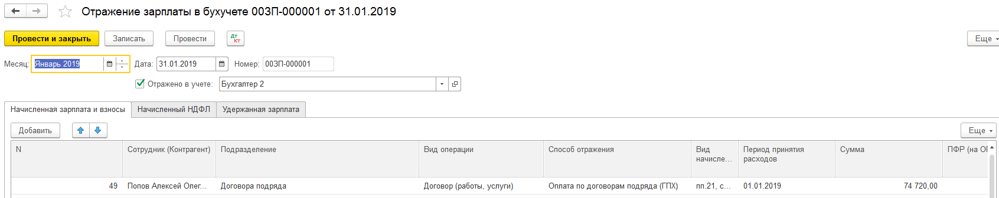 Отражение зарплаты в бухучете 00ЗП-000001 от 31.01.2019
Провести и закрыть Записать Провести Дт Кт Еще
Месяц: Январь 2019 Дата: 31.01.2019 Номер: 00ЗП-000001
Отражено в учете: Бухгалтер 2
Начисленная зарплата и взносы Начисленный НДФЛ Удержанная зарплата
Добавить Еще
N Сотрудник (Контрагент) Подразделение Вид операции Способ отражения Вид начисле... Период принятия расходов Сумма ПФР (на ОП
49 Попов Алексей Олег... Договора подряда Договор (работы, услуги) Оплата по договорам подряда (ГПХ) пп.21, с... 01.01.2019 74 720,00